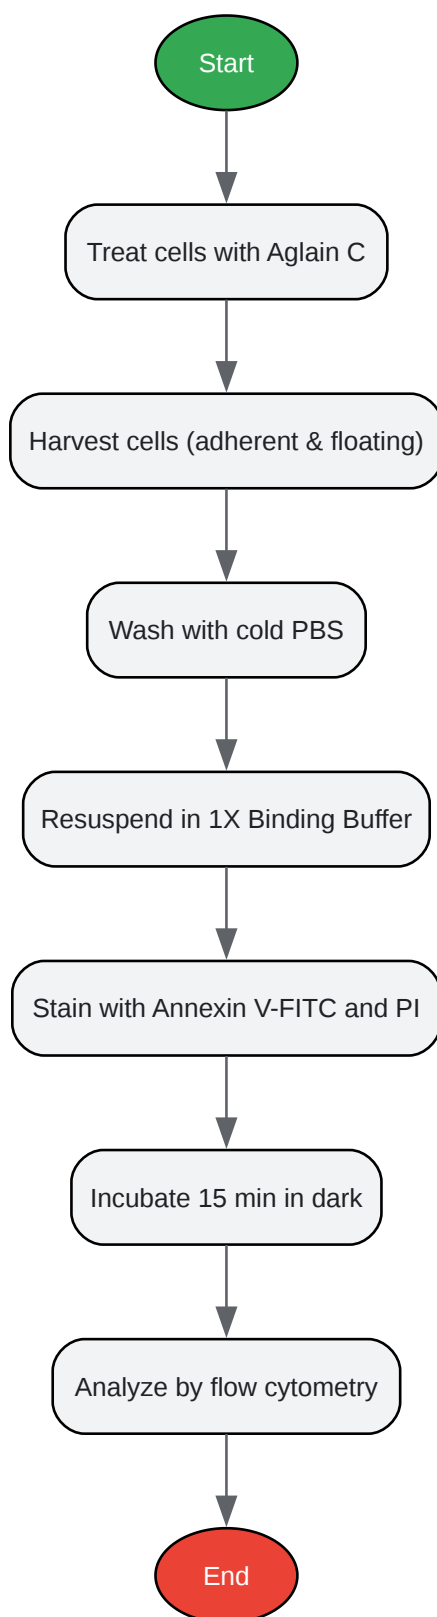 Start
Treat cells with Aglain C
Harvest cells (adherent & floating)
Wash with cold PBS
Resuspend in 1X Binding Buffer
Stain with Annexin V-FITC and PI
Incubate 15 min in dark
Analyze by flow cytometry
End